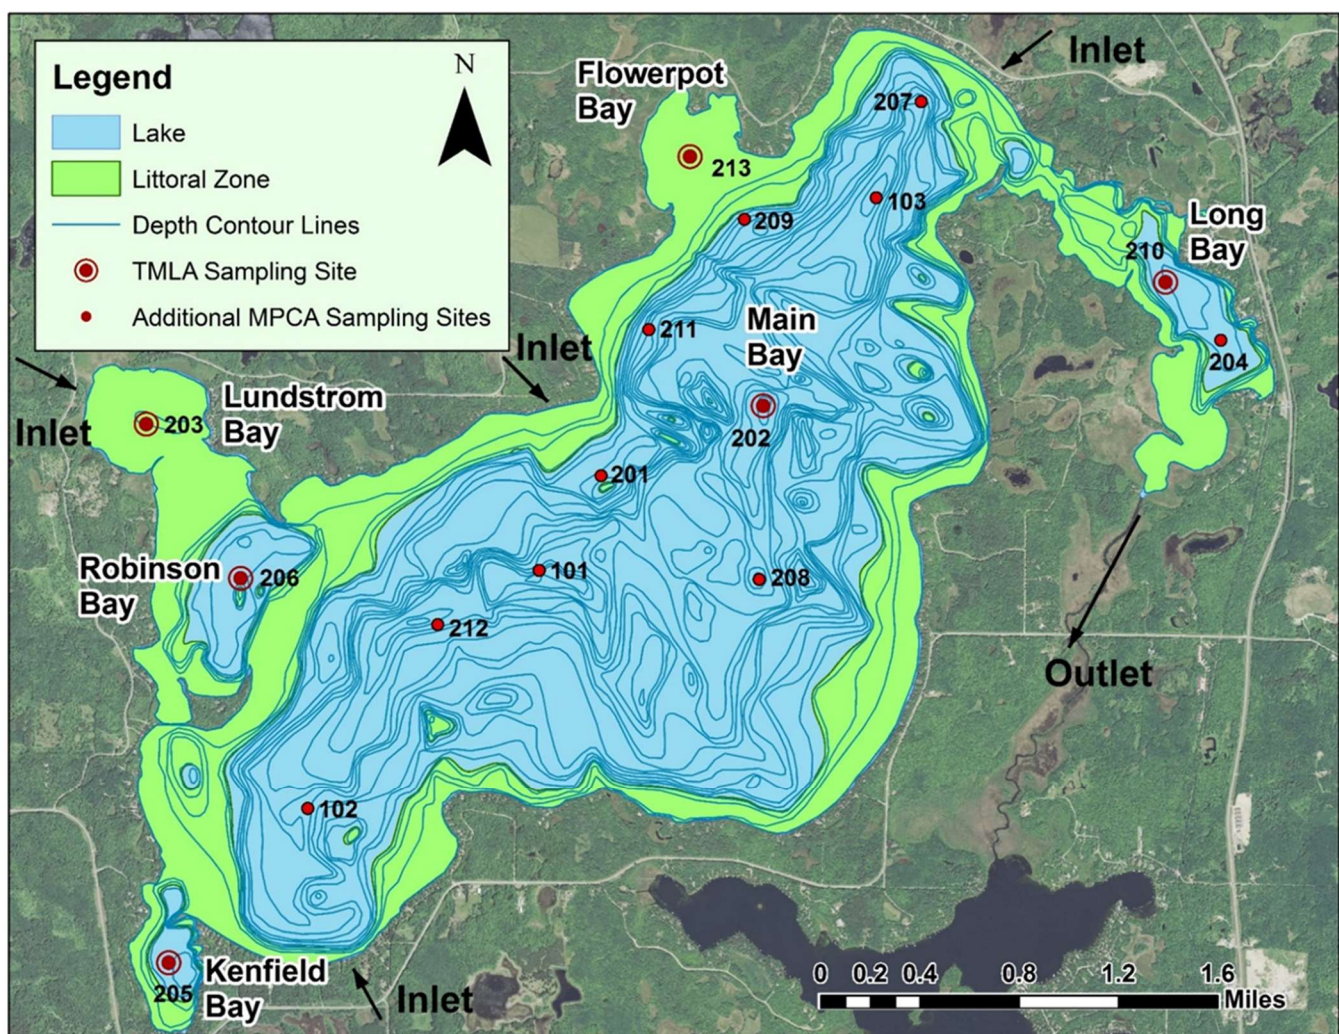 Legend
N
Lake
Littoral Zone
Depth Contour Lines
TMLA Sampling Site
Additional MPCA Sampling Sites
Flowerpot
Bay
213
Inlet
207
103
209
Long
Bay
210
204
211
Main
Bay
202
Inlet
Inlet
203
Lundstrom
Bay
201
Robinson
Bay
206
101
208
212
Outlet
102
205
Kenfield
Bay
Inlet
0 0.2 0.4 0.8 1.2 1.6
Miles